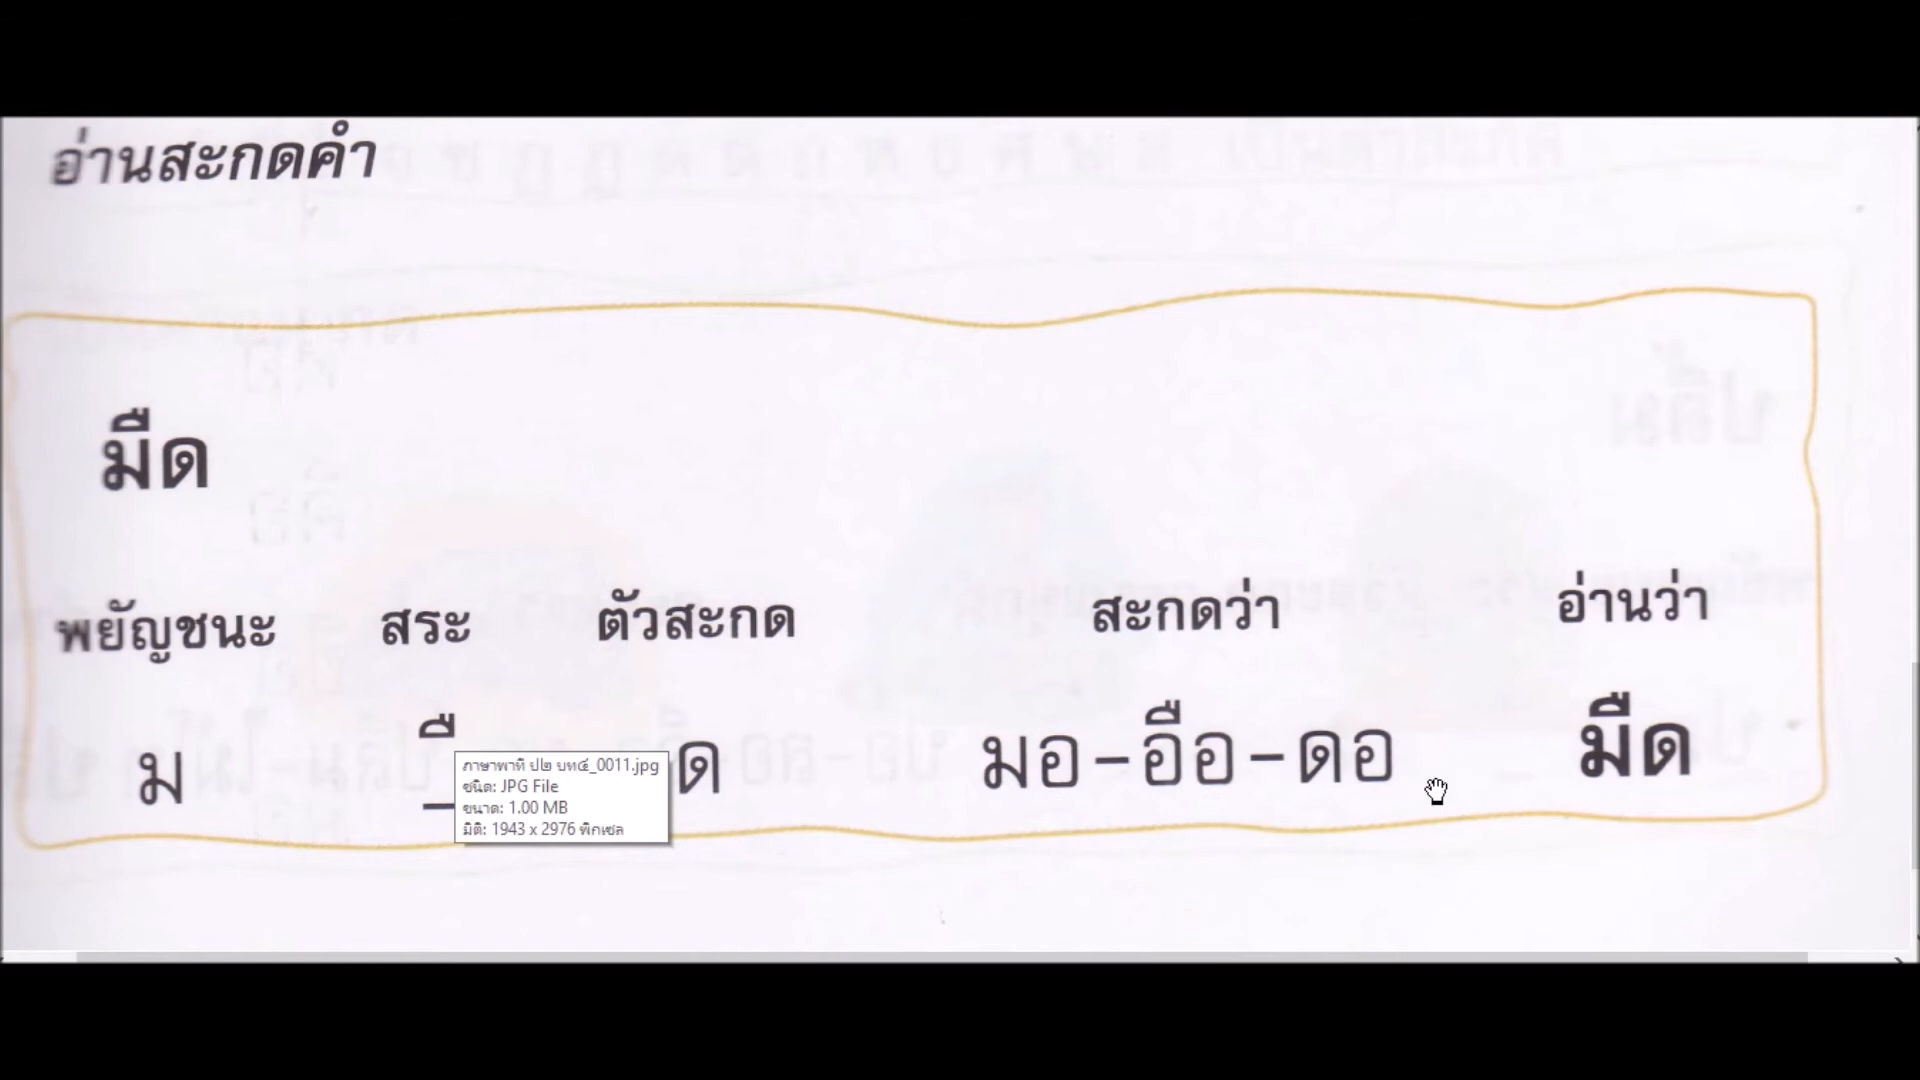 อ่านสะกดคำ
มืด
พยัญชนะ สระ ตัวสะกด สะกดว่า อ่านว่า
ม -ื ด มอ-อือ-ดอ มืด
ภาษาพาที ป๒ บท๔_0011.jpg
ชนิด: JPG File
ขนาด: 1.00 MB
มิติ: 1943 x 2976 พิกเซล